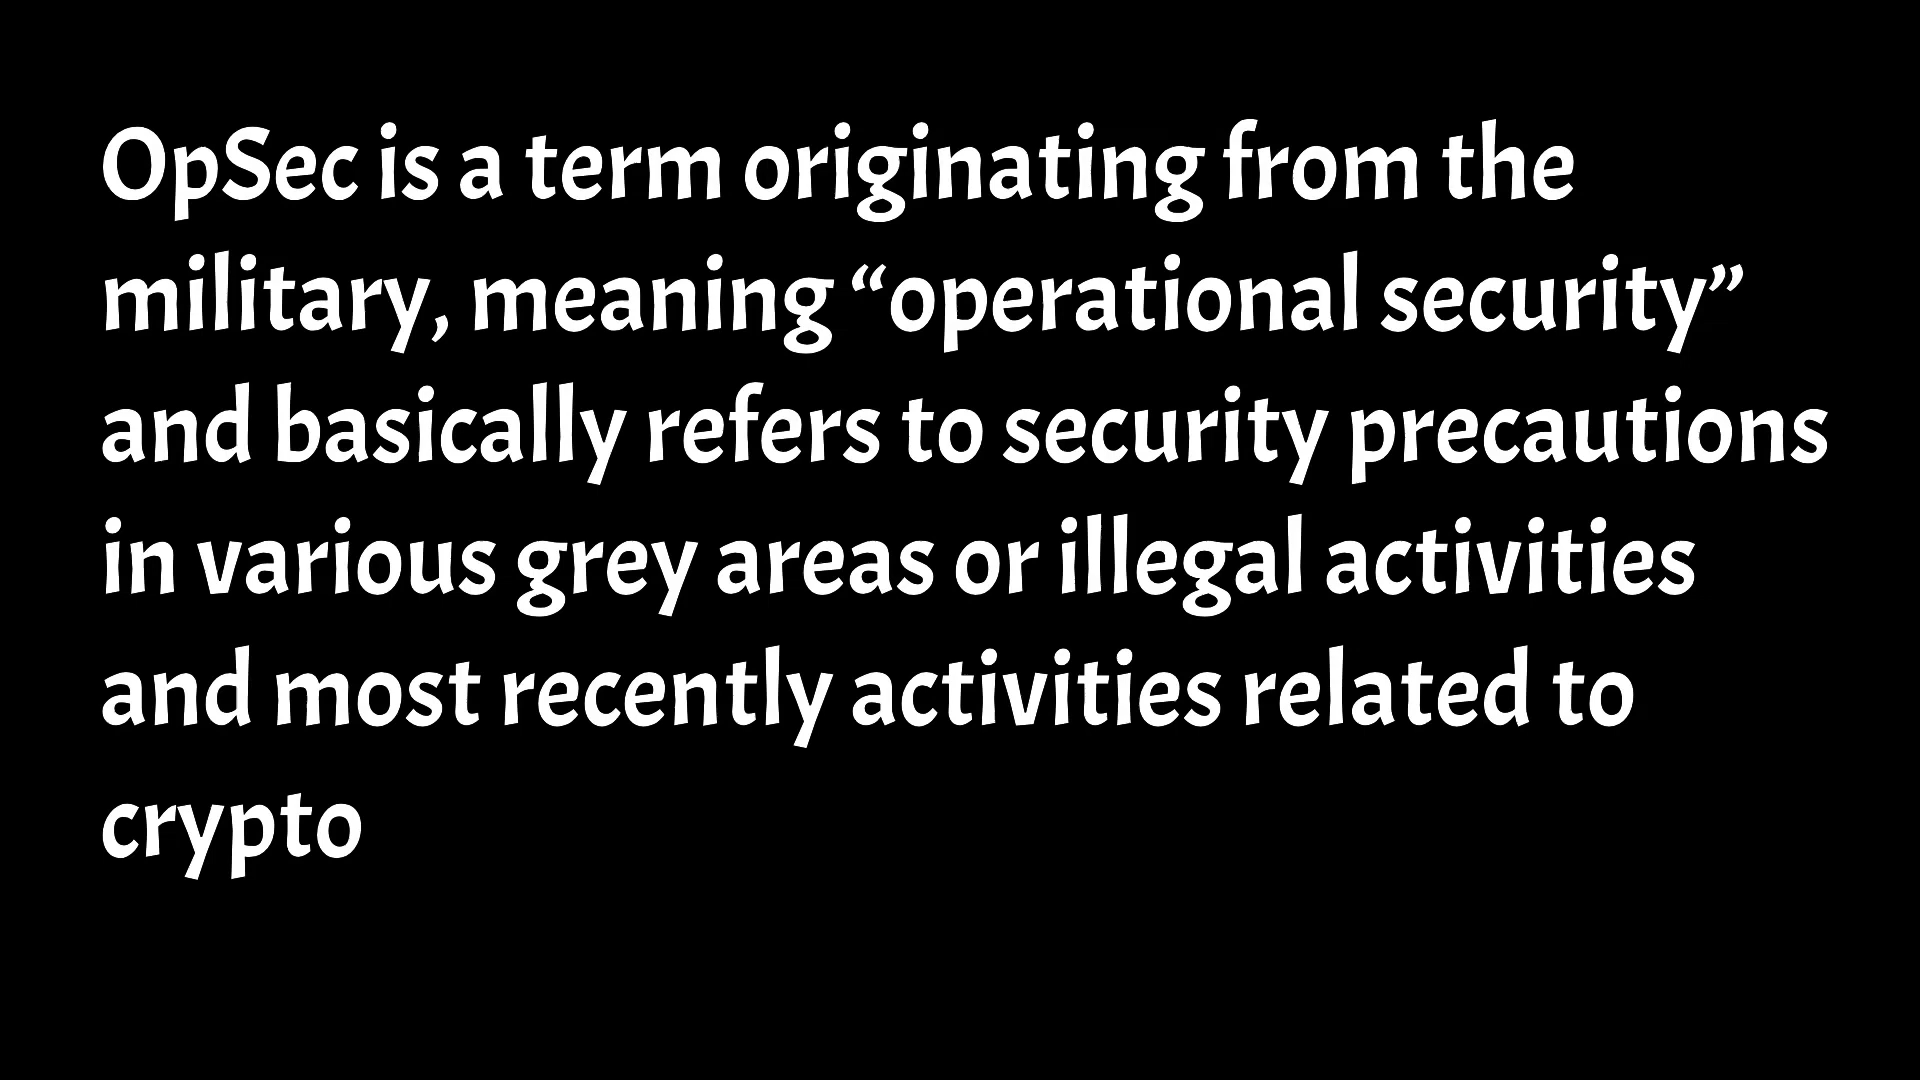 OpSec is a term originating from the
military, meaning “operational security”
and basically refers to security precautions
in various grey areas or illegal activities
and most recently activities related to
crypto